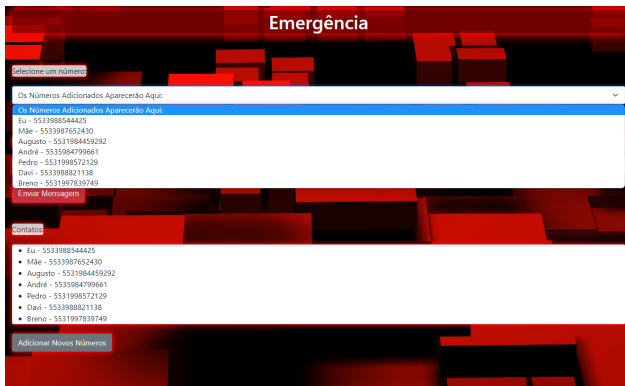 Emergência
Selecione um número:
Os Números Adicionados Aparecerão Aqui:
Os Números Adicionados Aparecerão Aqui:
Eu - 5533988544425
Mãe - 5533987652430
Augusto - 5531984459292
André - 5535984799661
Pedro - 5531998572129
Davi - 5533988821138
Breno - 5531997839749
Enviar Mensagem
Contatos:
• Eu - 5533988544425
• Mãe - 5533987652430
• Augusto - 5531984459292
• André - 5535984799661
• Pedro - 5531998572129
• Davi - 5533988821138
• Breno - 5531997839749
Adicionar Novos Números